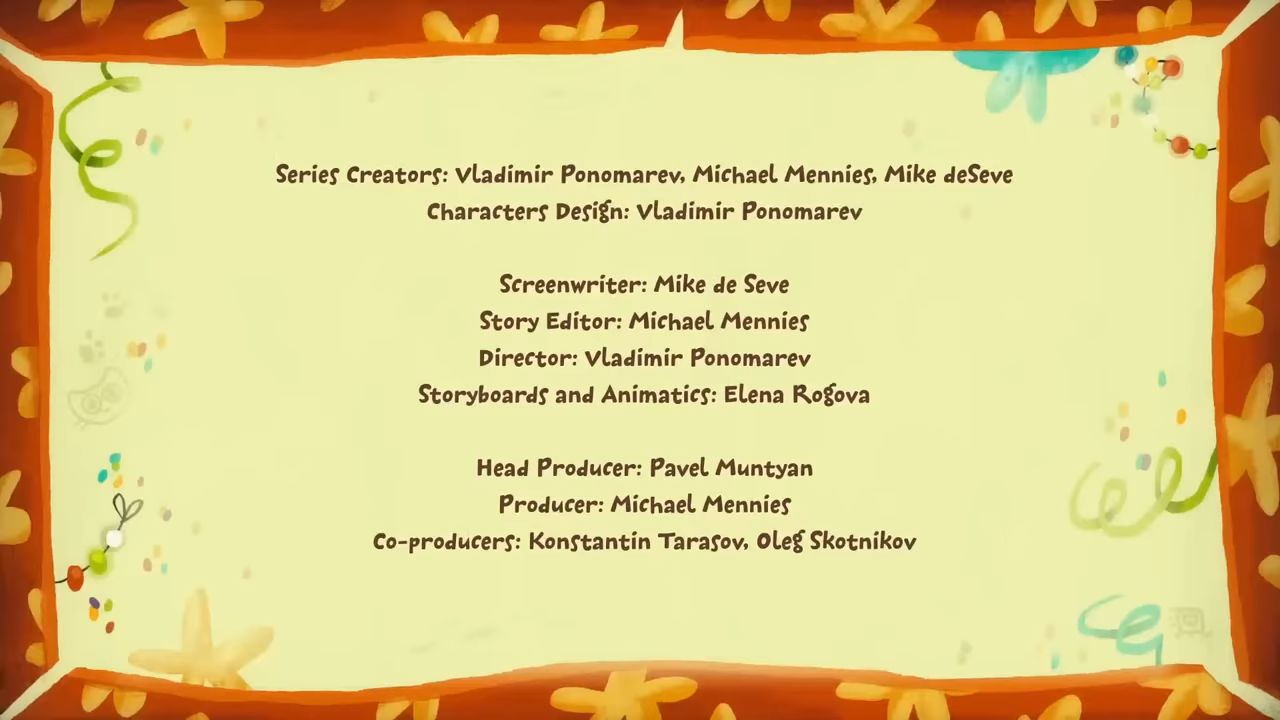 Series Creators: Vladimir Ponomarev, Michael Mennies, Mike deSeve
Characters Design: Vladimir Ponomarev
Screenwriter: Mike de Seve
Story Editor: Michael Mennies
Director: Vladimir Ponomarev
Storyboards and Animatics: Elena Rogova
Head Producer: Pavel Muntyan
Producer: Michael Mennies
Co-producers: Konstantin Tarasov, Oleg Skotnikov